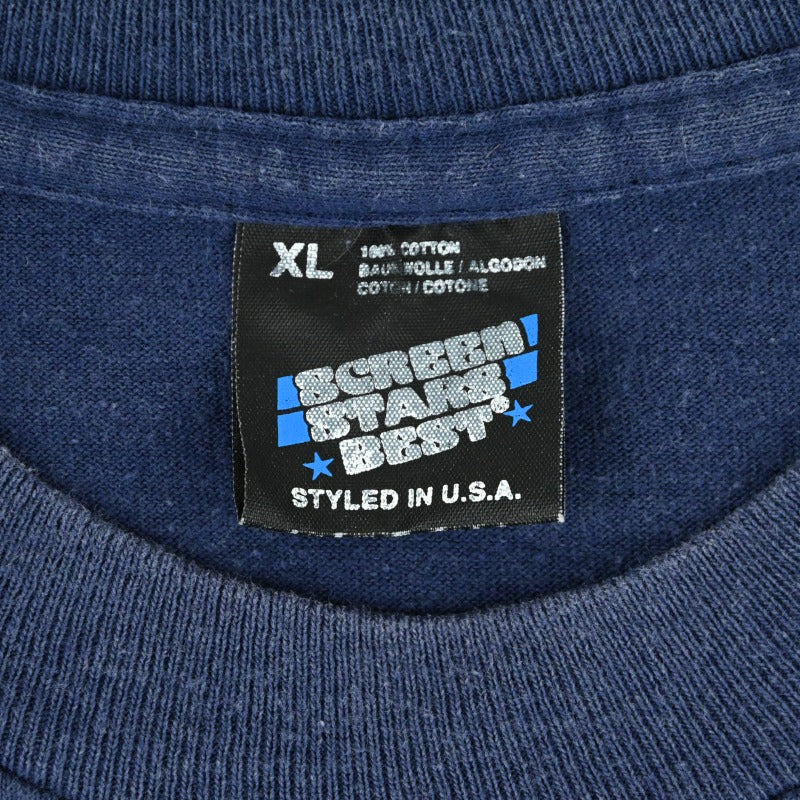 XL
100% COTTON
BAUMWOLLE / ALGODON
COTON / COTONE
SCREEN
STARS
BEST®
STYLED IN U.S.A.